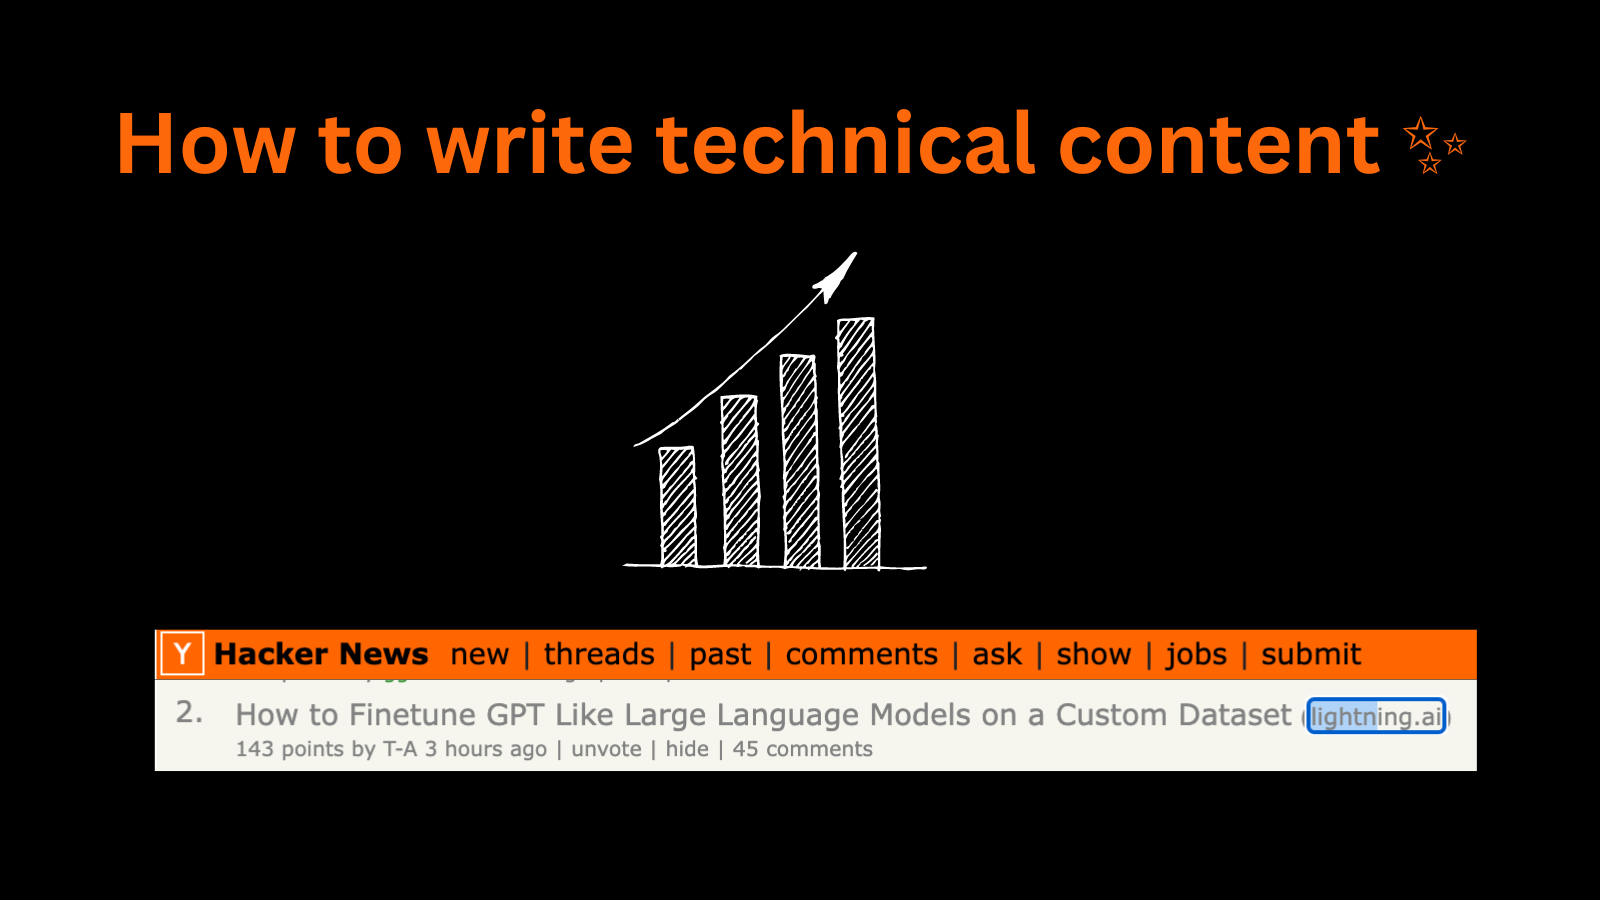 How to write technical content
Y Hacker News new | threads | past | comments | ask | show | jobs | submit
2. How to Finetune GPT Like Large Language Models on a Custom Dataset (lightning.ai)
143 points by T-A 3 hours ago | unvote | hide | 45 comments